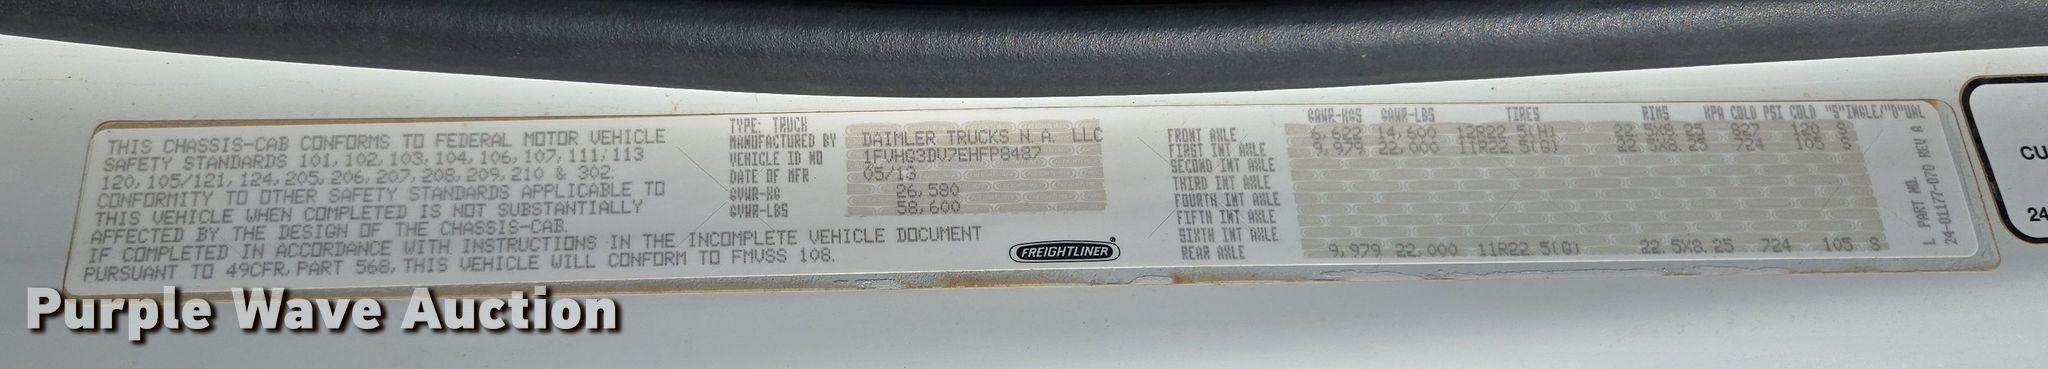 THIS CHASSIS-CAB CONFORMS TO FEDERAL MOTOR VEHICLE
SAFETY STANDARDS 101, 102, 103, 104, 106, 107, 111, 113
120, 105/121, 124, 205, 206, 207, 208, 209, 210 & 302.
CONFORMITY TO OTHER SAFETY STANDARDS APPLICABLE TO
THIS VEHICLE WHEN COMPLETED IS NOT SUBSTANTIALLY
AFFECTED BY THE DESIGN OF THE CHASSIS-CAB.
IF COMPLETED IN ACCORDANCE WITH INSTRUCTIONS IN THE INCOMPLETE VEHICLE DOCUMENT
PURSUANT TO 49CFR, PART 568, THIS VEHICLE WILL CONFORM TO FMVSS 108.
TYPE: TRUCK
MANUFACTURED BY DAIMLER TRUCKS N.A. LLC
VEHICLE ID NO 1FVHG3DV7EHFP8487
DATE OF MFR 05/13
GVWR-KG 26,580
GVWR-LBS 58,600
FREIGHTLINER
GAWR-KGS GAWR-LBS TIRES RIMS KPA COLD PSI COLD "S"INGLE/"D"UAL
FRONT AXLE 6,622 14,600 12R22.5(H) 22.5X8.25 827 120 S
FIRST INT AXLE 9,979 22,000 11R22.5(G) 22.5X8.25 724 105 S
SECOND INT AXLE
THIRD INT AXLE
FOURTH INT AXLE
FIFTH INT AXLE
SIXTH INT AXLE
REAR AXLE 9,979 22,000 11R22.5(G) 22.5X8.25 724 105 S
L PART NO.
24-01177-070 REV A
CU
24
Purple Wave Auction